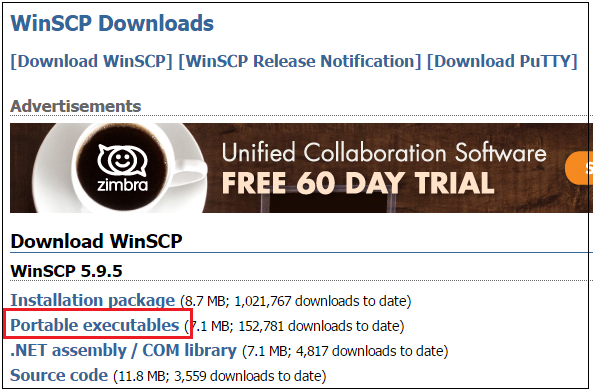 WinSCP Downloads
[Download WinSCP] [WinSCP Release Notification] [Download PuTTY]
Advertisements
zimbra
Unified Collaboration Software
FREE 60 DAY TRIAL
Download WinSCP
WinSCP 5.9.5
Installation package (8.7 MB; 1,021,767 downloads to date)
Portable executables (7.1 MB; 152,781 downloads to date)
.NET assembly / COM library (7.1 MB; 4,817 downloads to date)
Source code (11.8 MB; 3,559 downloads to date)